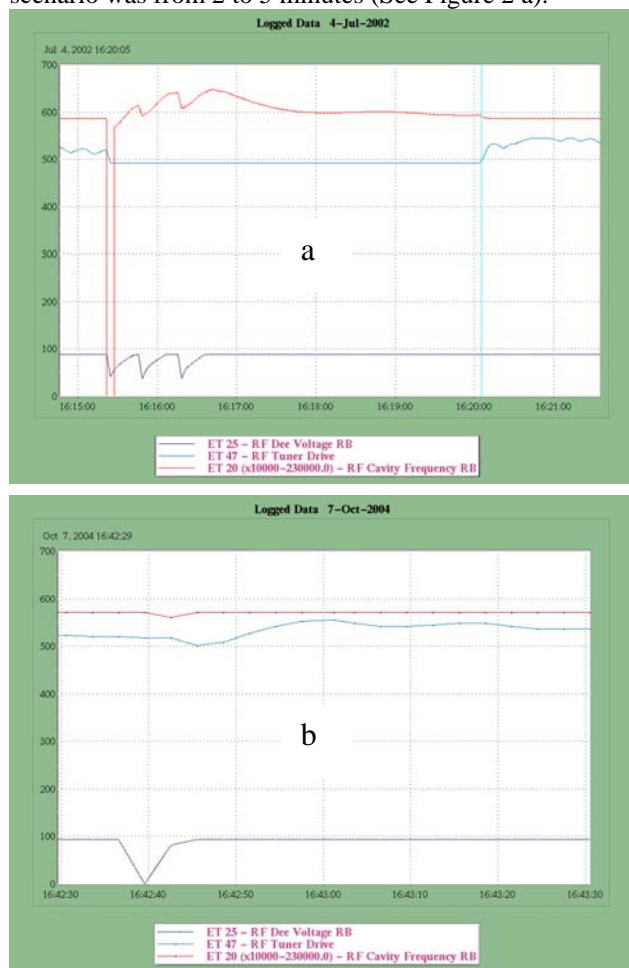 scenario was from 2 to 3 minutes (See Figure 2 a).
Logged Data 4-Jul-2002
Jul 4, 2002 16:20:05
700
600
500
400
300
200
100
0
a
16:15:00 16:16:00 16:17:00 16:18:00 16:19:00 16:20:00 16:21:00
ET 25 - RF Dee Voltage RB
ET 47 - RF Tuner Drive
ET 20 (x10000-230000.0) - RF Cavity Frequency RB
Logged Data 7-Oct-2004
Oct 7, 2004 16:42:29
700
600
500
400
300
200
100
0
b
16:42:30 16:42:40 16:42:50 16:43:00 16:43:10 16:43:20 16:43:30
ET 25 - RF Dee Voltage RB
ET 47 - RF Tuner Drive
ET 20 (x10000-230000.0) - RF Cavity Frequency RB